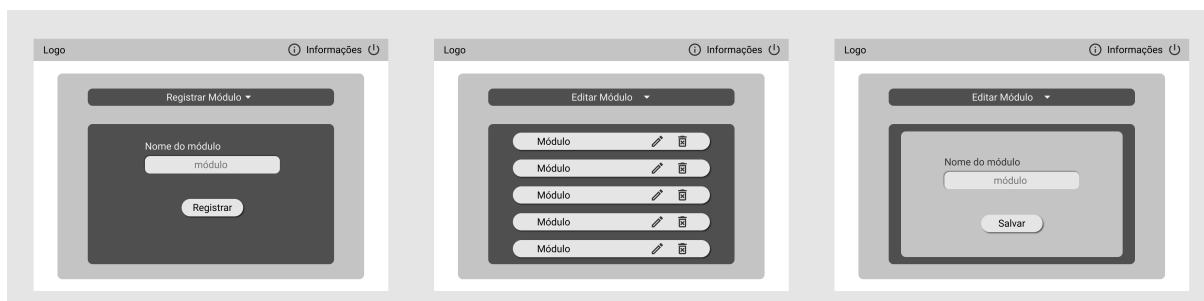 Logo
Informações
Registrar Módulo
Nome do módulo
módulo
Registrar
Logo
Informações
Editar Módulo
Módulo
Módulo
Módulo
Módulo
Módulo
Logo
Informações
Editar Módulo
Nome do módulo
módulo
Salvar